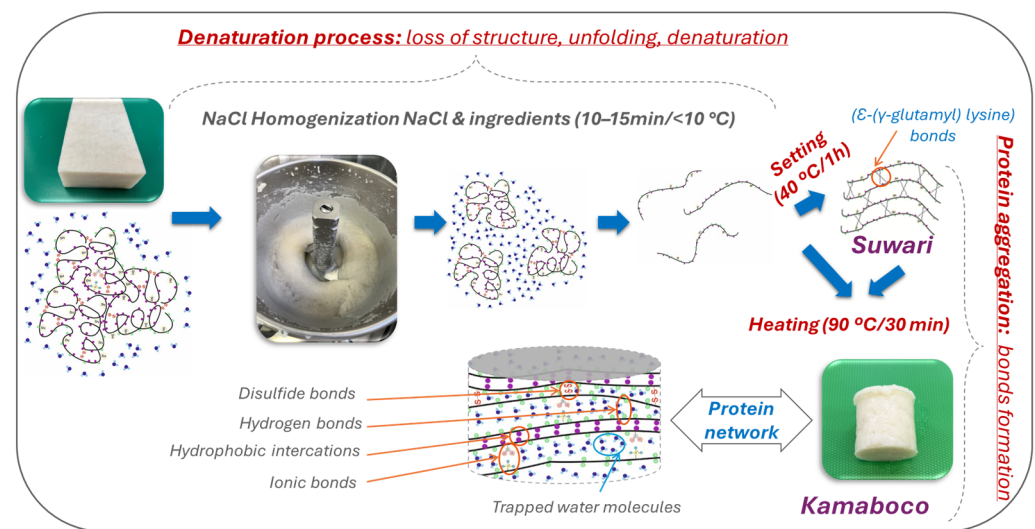 Denaturation process: loss of structure, unfolding, denaturation
NaCl Homogenization NaCl & ingredients (10–15min/<10 °C)
(Ɛ-(γ-glutamyl) lysine)
bonds
Setting
(40 ºC/1h)
Suwari
Heating (90 ºC/30 min)
Protein aggregation: bonds formation
Disulfide bonds
Hydrogen bonds
Hydrophobic intercations
Ionic bonds
Trapped water molecules
Protein
network
Kamaboco